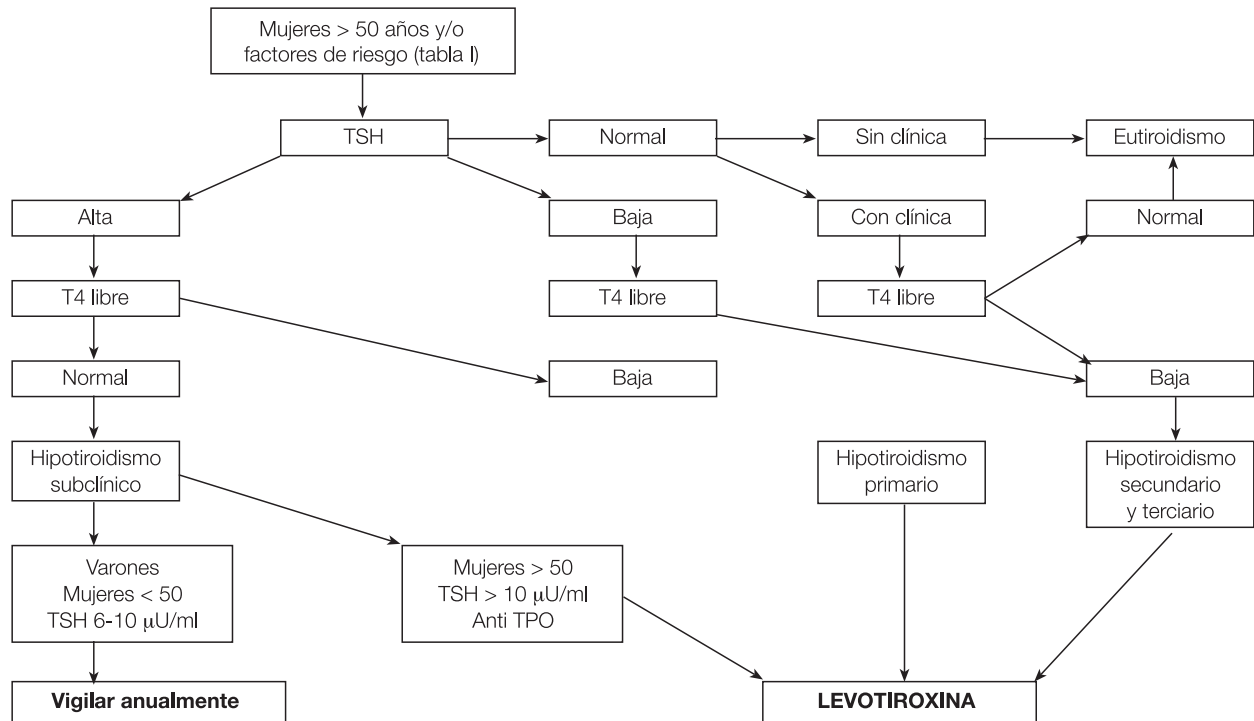 Mujeres > 50 años y/o
factores de riesgo (tabla I)
TSH
Normal
Sin clínica
Eutiroidismo
Alta
Baja
Con clínica
Normal
T4 libre
T4 libre
T4 libre
Normal
Baja
Baja
Hipotiroidismo
subclínico
Hipotiroidismo
primario
Hipotiroidismo
secundario
y terciario
Varones
Mujeres < 50
TSH 6-10 μU/ml
Mujeres > 50
TSH > 10 μU/ml
Anti TPO
Vigilar anualmente
LEVOTIROXINA